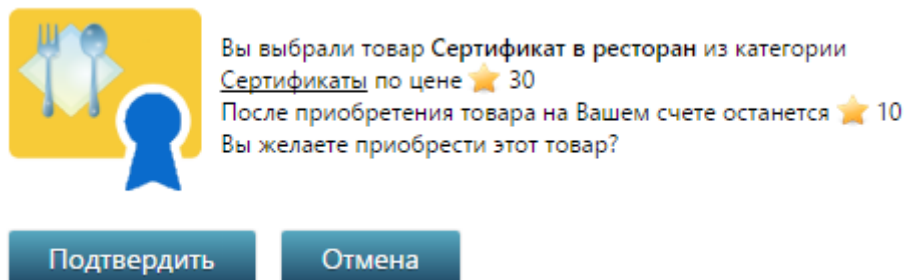 Вы выбрали товар Сертификат в ресторан из категории
Сертификаты по цене 30
После приобретения товара на Вашем счете останется 10
Вы желаете приобрести этот товар?
Подтвердить Отмена